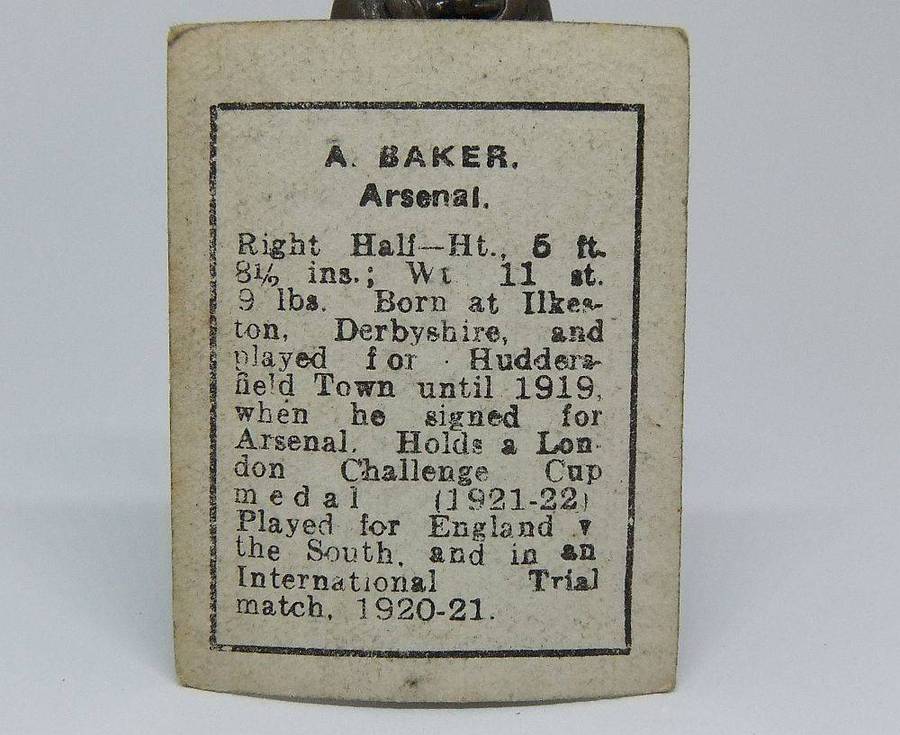 A. BAKER.
Arsenal.
Right Half—Ht., 5 ft.
8½ ins.; Wt 11 st.
9 lbs. Born at Ilkes-
ton, Derbyshire, and
played for Hudders-
field Town until 1919,
when he signed for
Arsenal. Holds a Lon-
don Challenge Cup
medal (1921-22)
Played for England v
the South, and in an
International Trial
match, 1920-21.